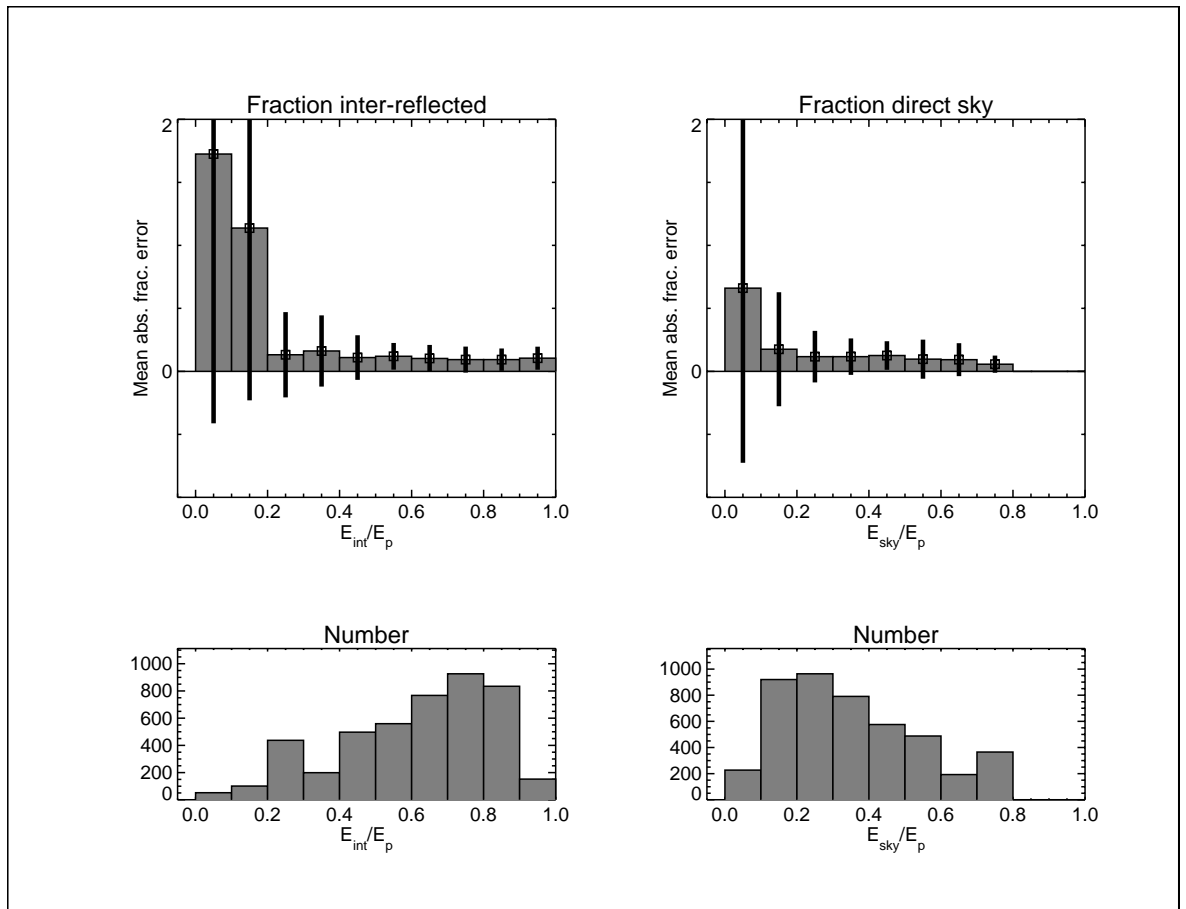 Fraction inter-reflected
2
0
Mean abs. frac. error
0.0 0.2 0.4 0.6 0.8 1.0
E_int/E_p
Fraction direct sky
2
0
Mean abs. frac. error
0.0 0.2 0.4 0.6 0.8 1.0
E_sky/E_p
Number
1000
800
600
400
200
0
0.0 0.2 0.4 0.6 0.8 1.0
E_int/E_p
Number
1000
800
600
400
200
0
0.0 0.2 0.4 0.6 0.8 1.0
E_sky/E_p